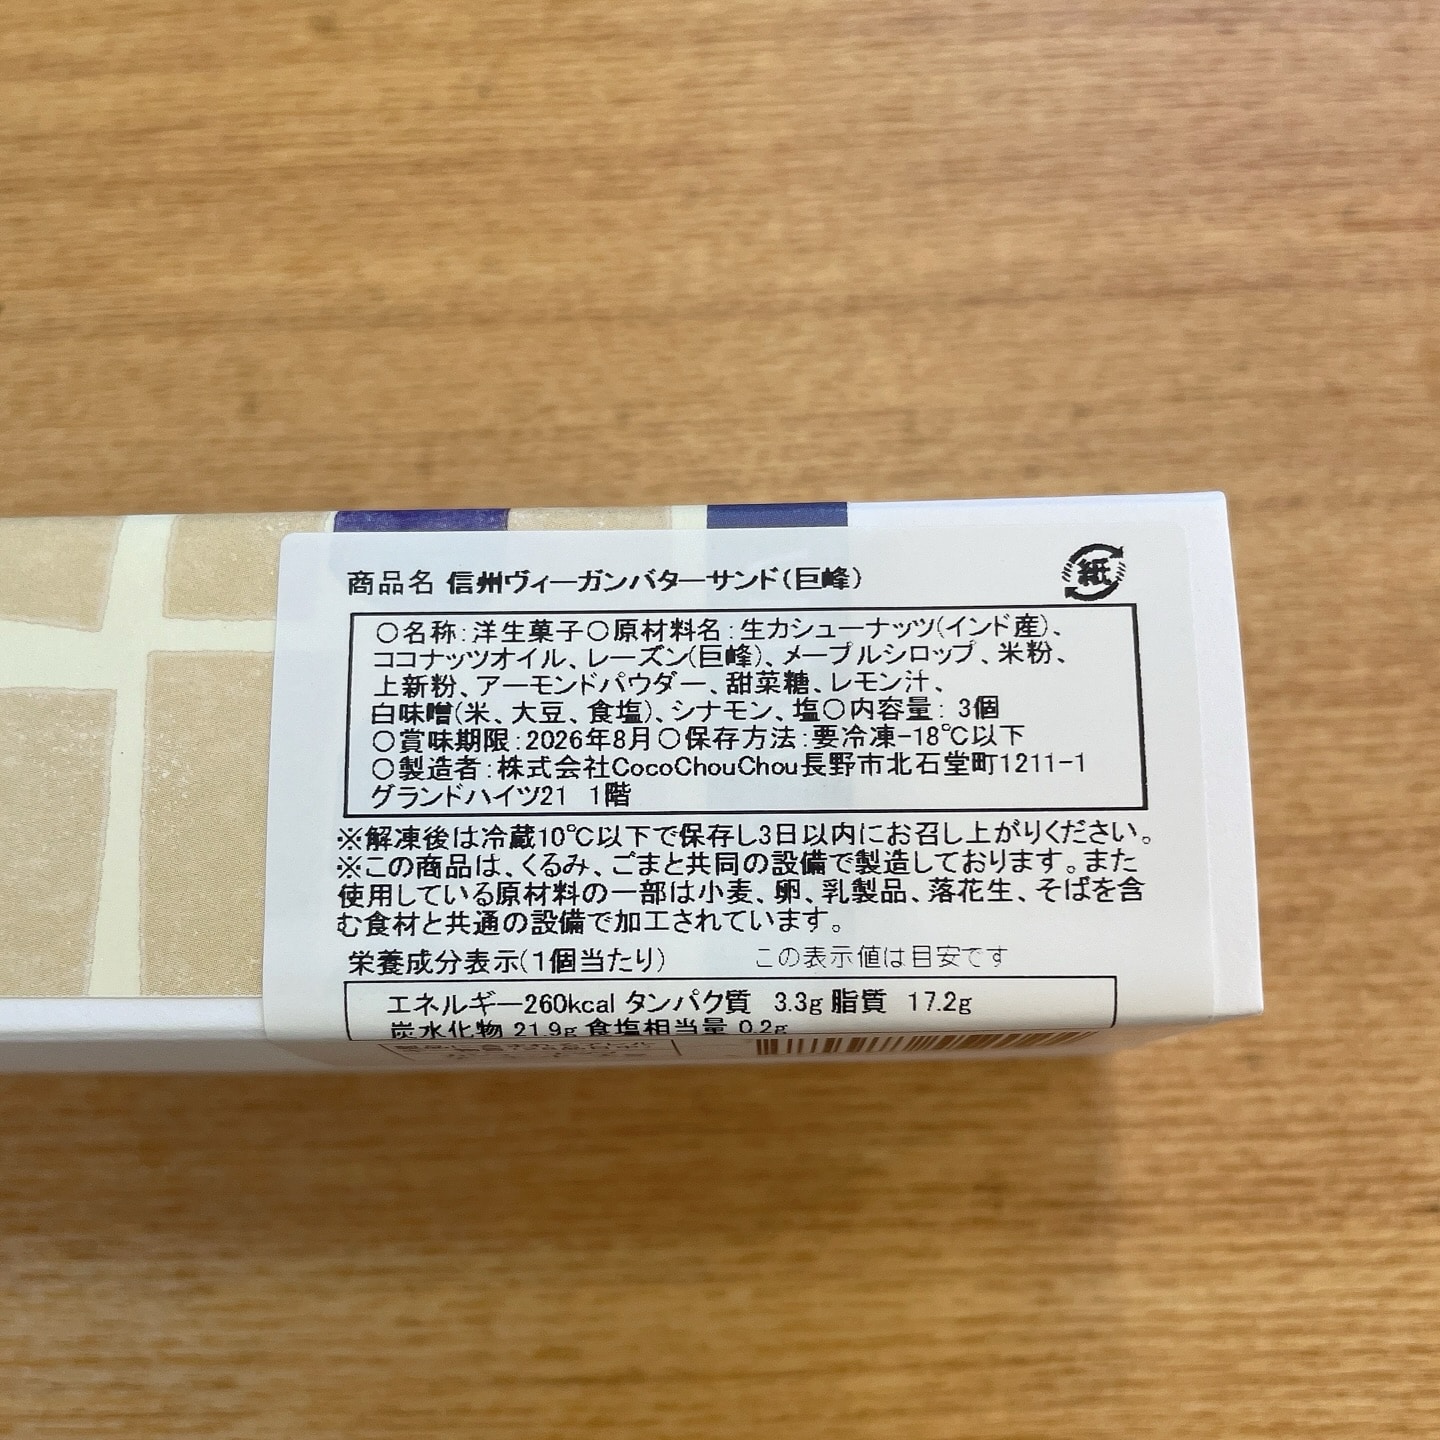 商品名 信州ヴィーガンバターサンド(巨峰)
紙
○名称:洋生菓子○原材料名:生カシューナッツ(インド産)、
ココナッツオイル、レーズン(巨峰)、メープルシロップ、米粉、
上新粉、アーモンドパウダー、甜菜糖、レモン汁、
白味噌(米、大豆、食塩)、シナモン、塩○内容量: 3個
○賞味期限:2026年8月○保存方法:要冷凍-18℃以下
○製造者:株式会社CocoChouChou長野市北石堂町1211-1
グランドハイツ21 1階
※解凍後は冷蔵10℃以下で保存し3日以内にお召し上がりください。
※この商品は、くるみ、ごまと共同の設備で製造しております。また
使用している原材料の一部は小麦、卵、乳製品、落花生、そばを含
む食材と共通の設備で加工されています。
栄養成分表示(1個当たり) この表示値は目安です
エネルギー260kcal タンパク質 3.3g 脂質 17.2g
炭水化物 21.9g 食塩相当量 0.2g